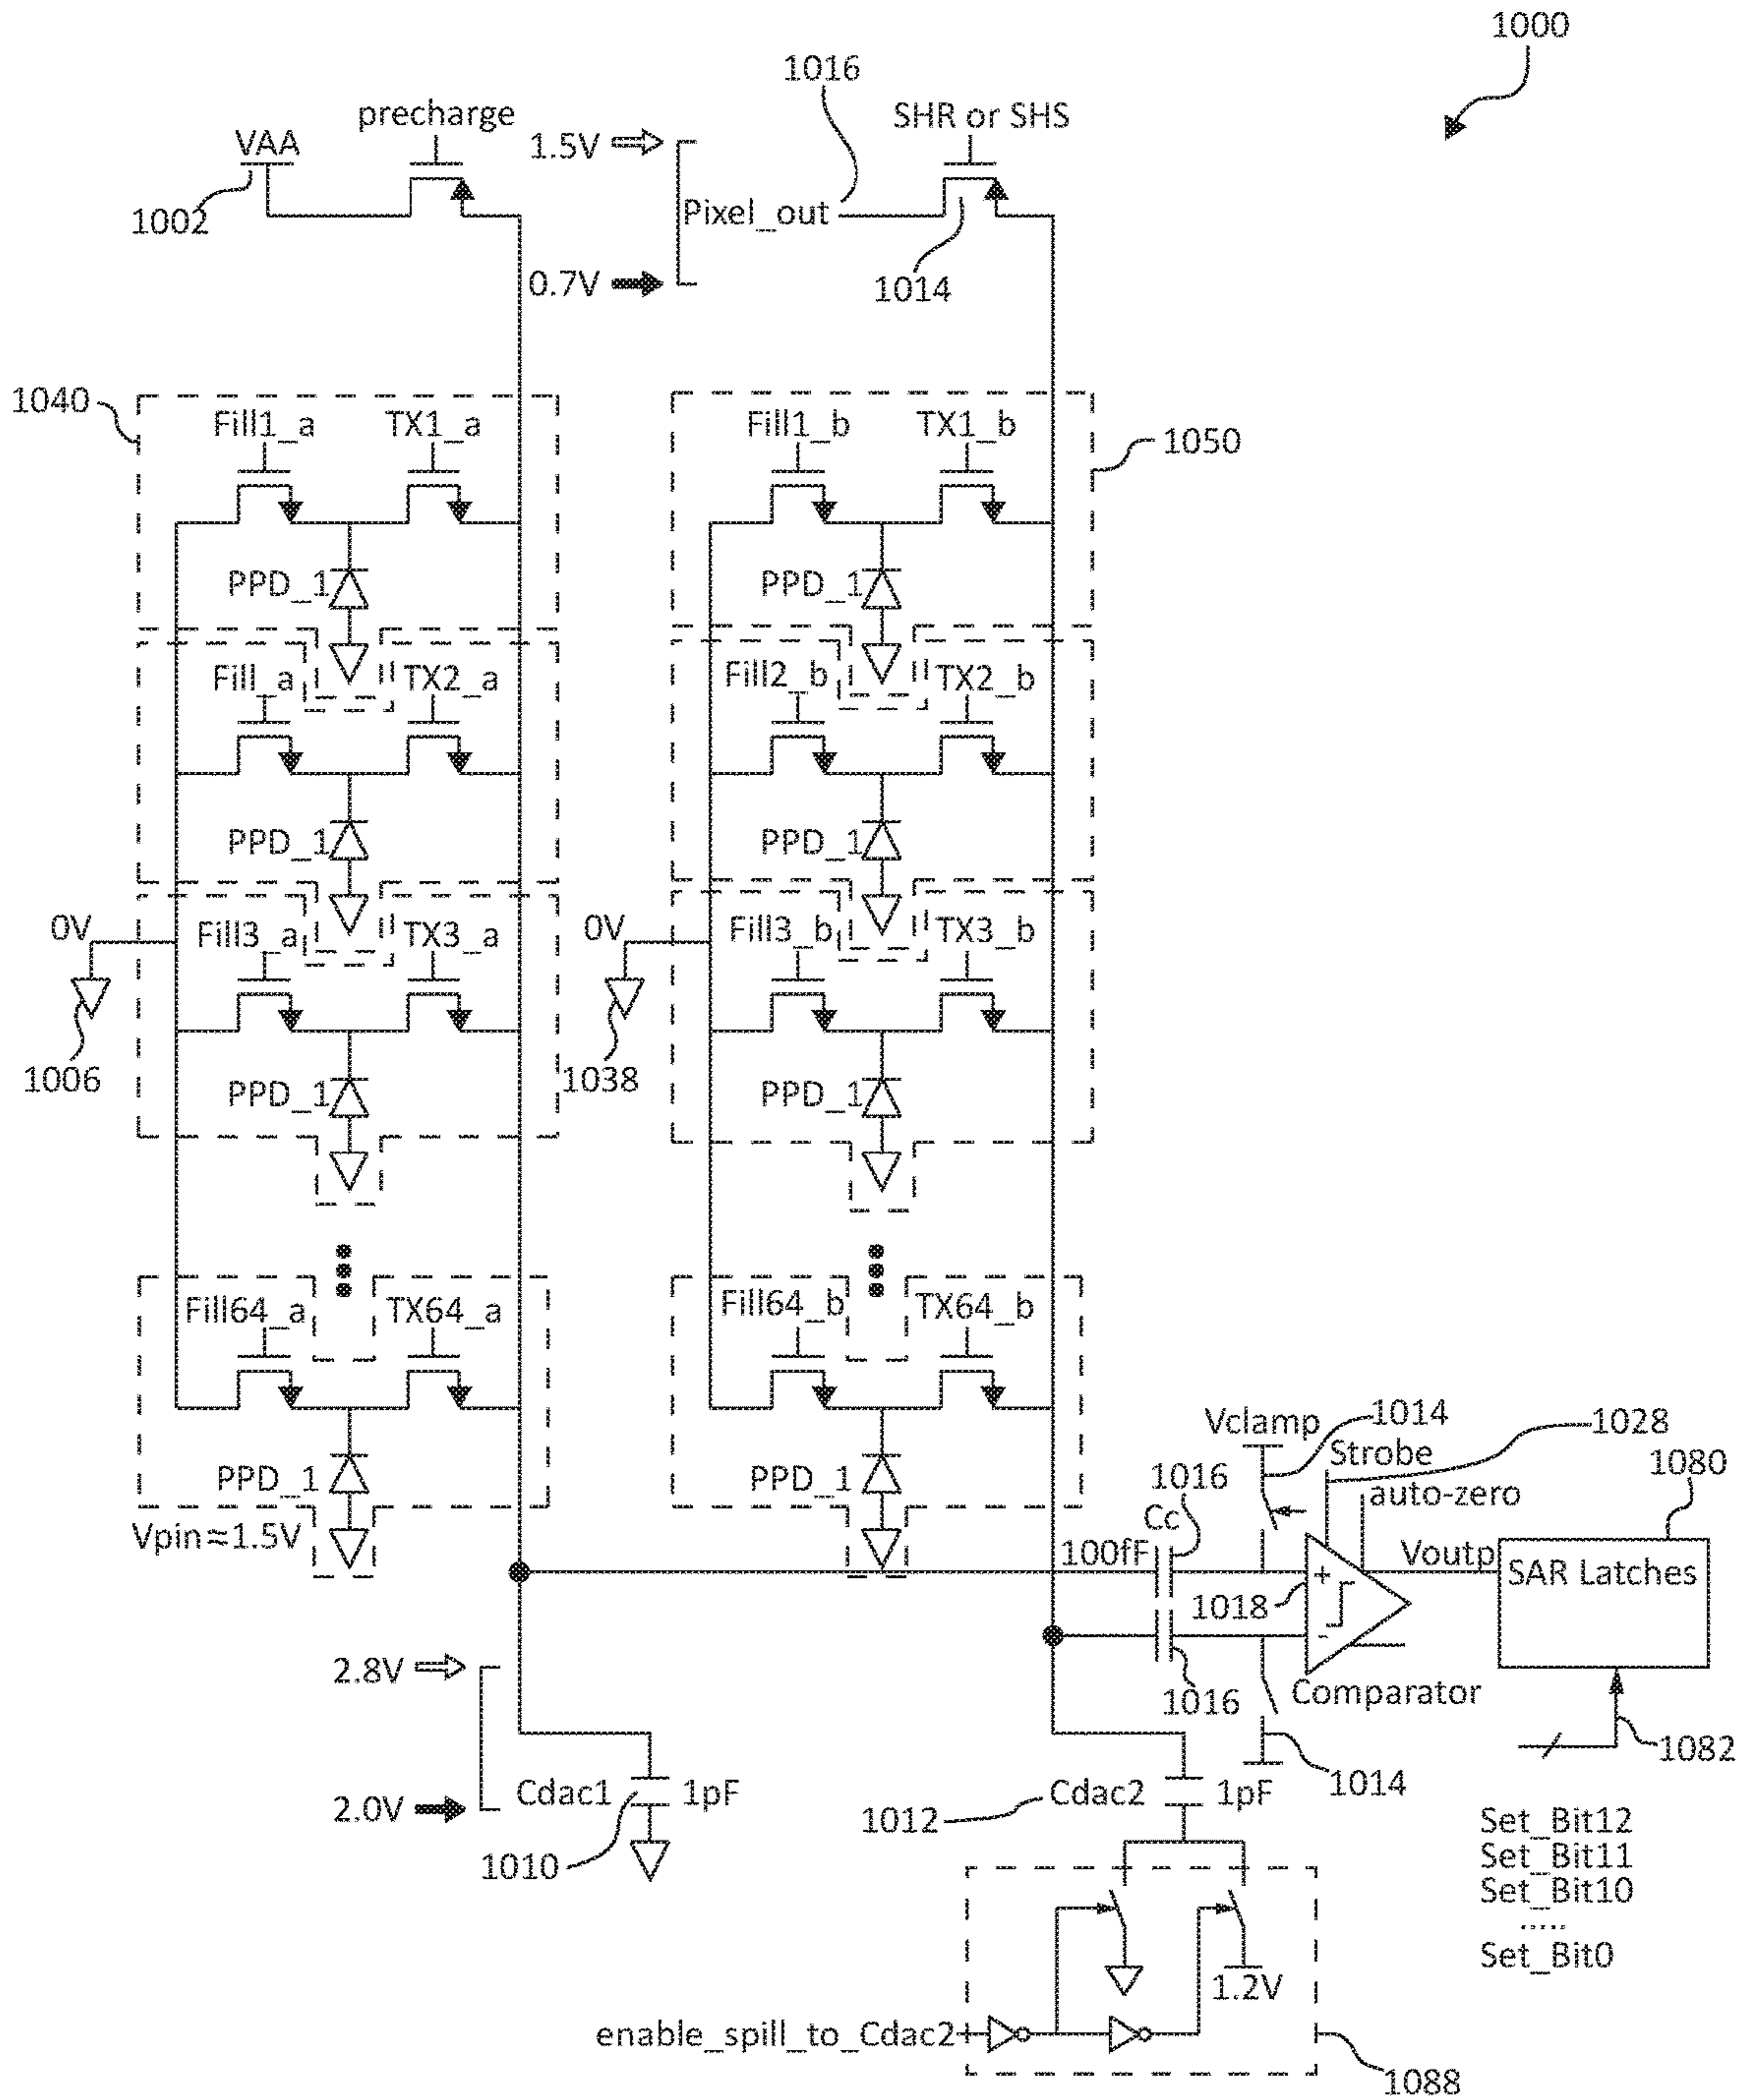 1000
1016
precharge
SHR or SHS
VAA
1.5V
1002
Pixel_out
0.7V
1014
1040
Fill1_a TX1_a
Fill1_b TX1_b
1050
PPD_1
PPD_1
Fill_a TX2_a
Fill2_b TX2_b
PPD_1
PPD_1
0V
Fill3_a TX3_a
0V
Fill3_b TX3_b
1006
PPD_1
1038
PPD_1
Fill64_a TX64_a
Fill64_b TX64_b
Vclamp
1014
1028
Strobe
1080
1016
auto-zero
PPD_1
PPD_1
Cc
Vpin≈1.5V
100fF
Voutp
SAR Latches
+
1018
-
2.8V
1016
Comparator
1082
2.0V
Cdac1
1pF
Cdac2
1pF
1014
1012
1010
Set_Bit12
Set_Bit11
Set_Bit10
.....
Set_Bit0
1.2V
enable_spill_to_Cdac2
1088